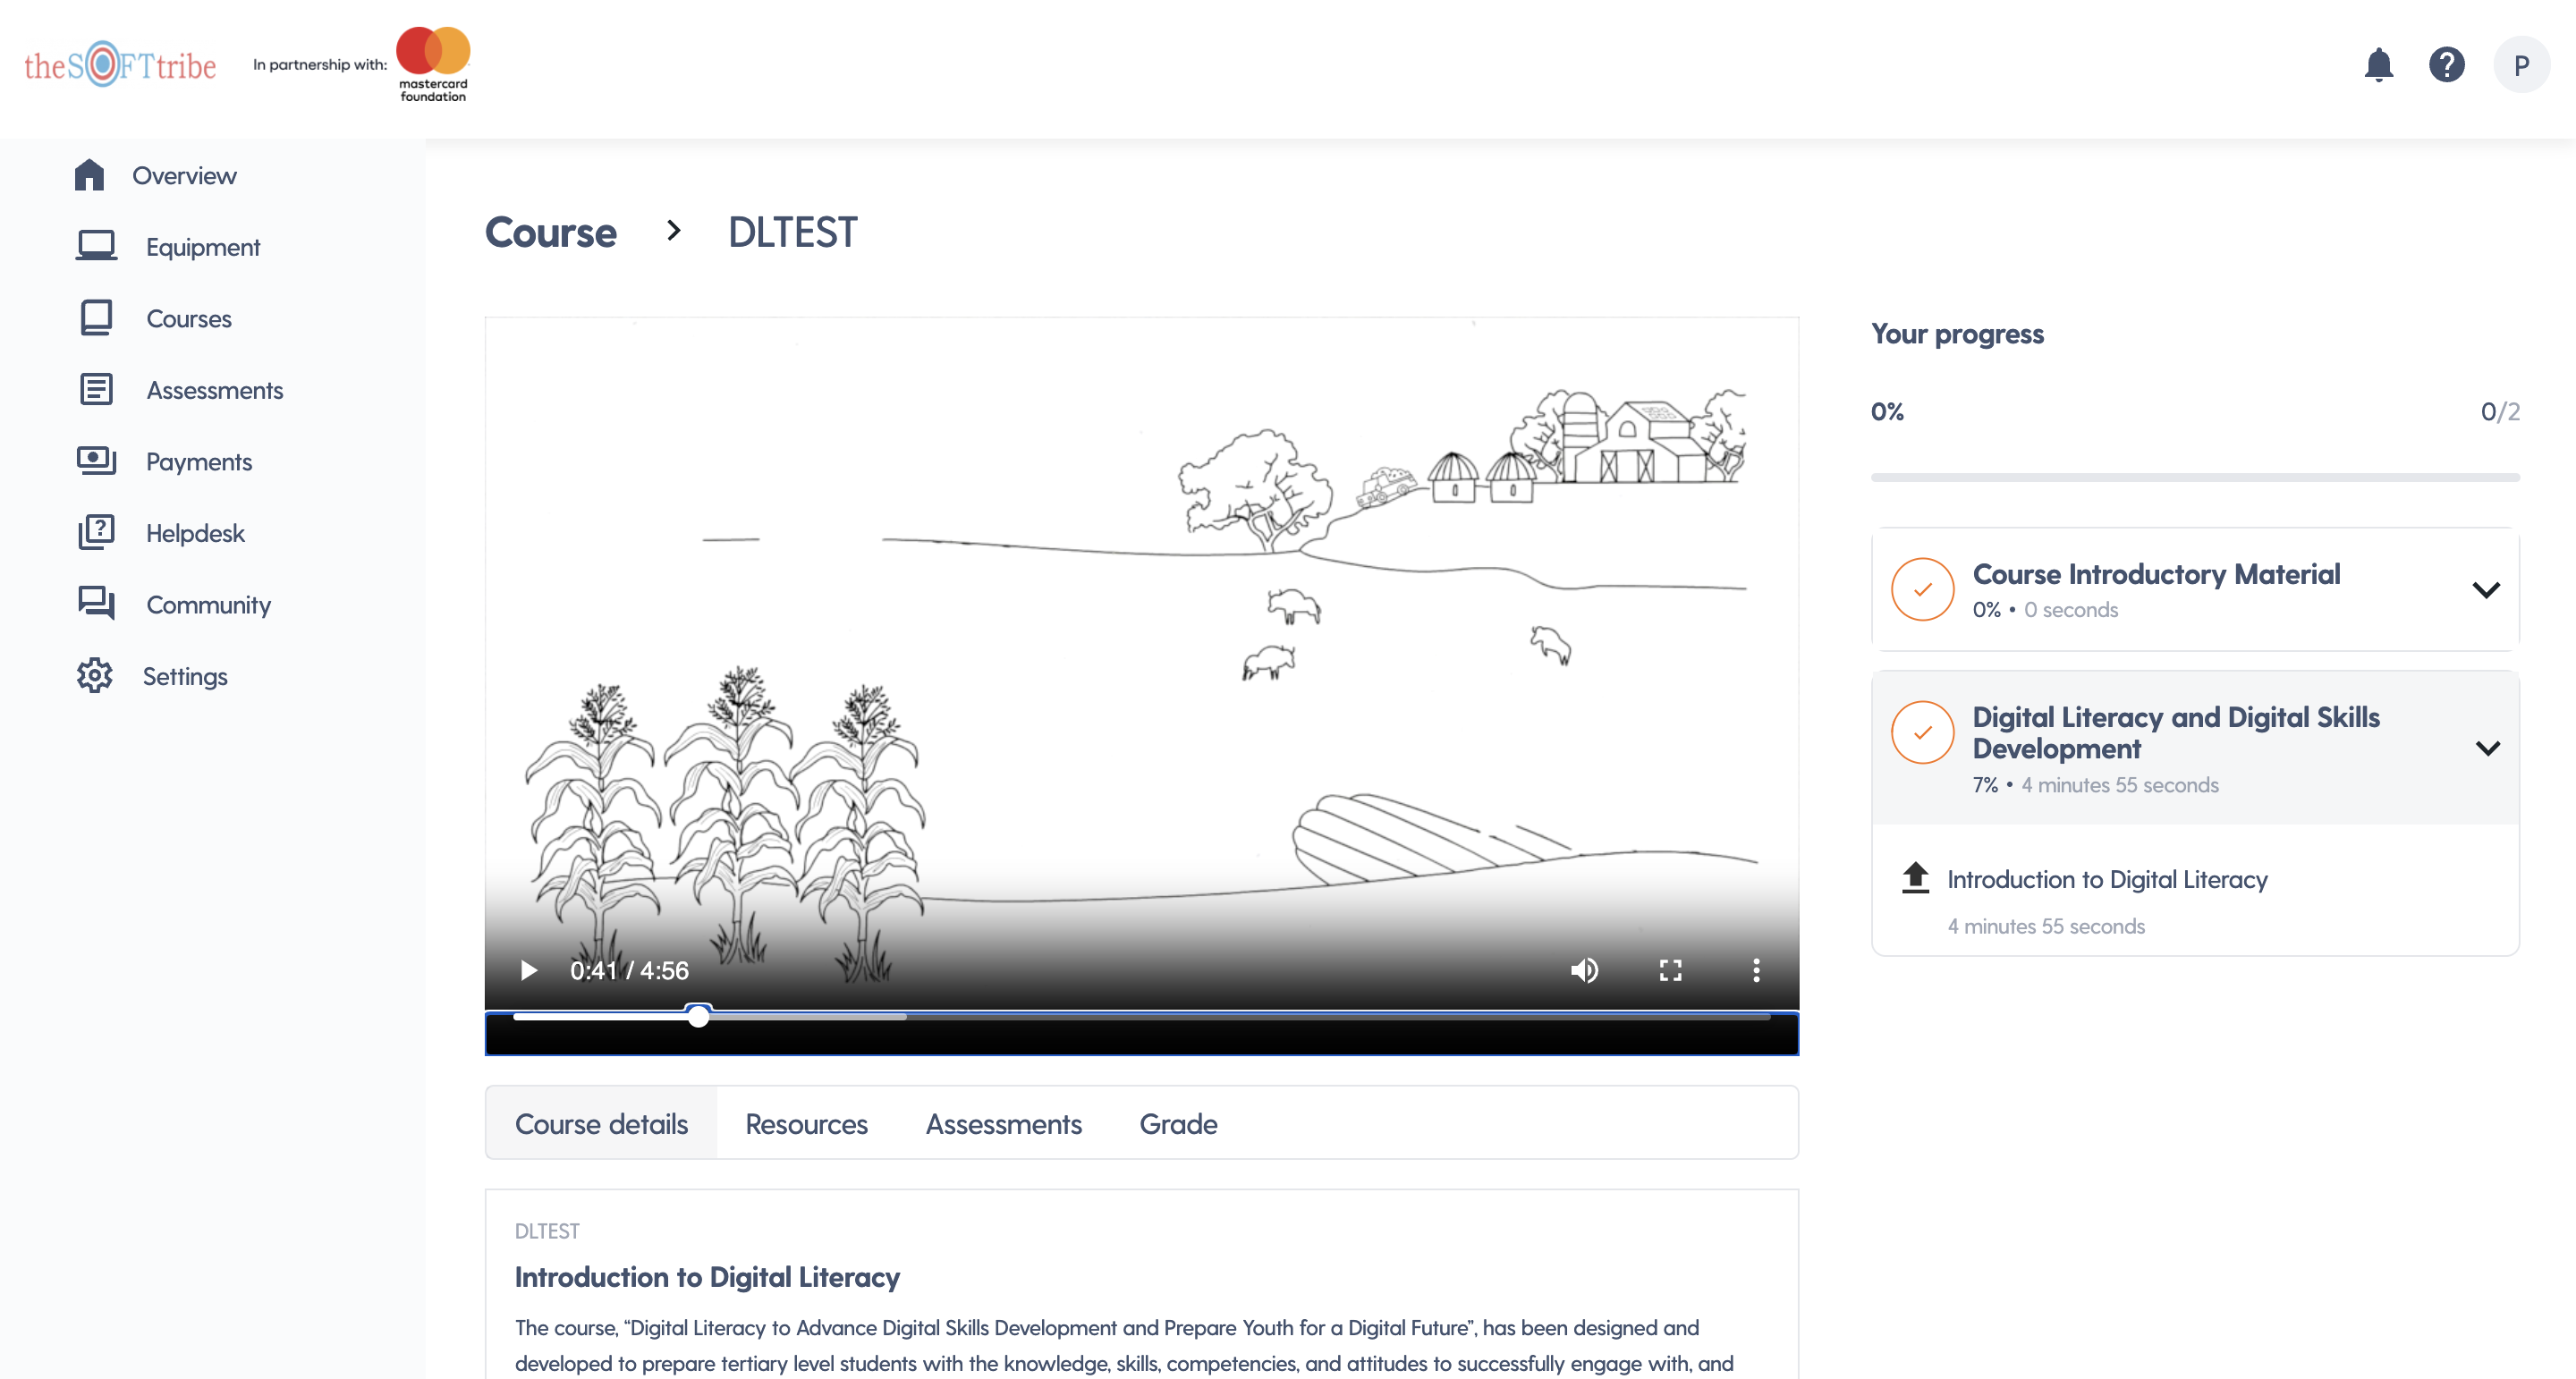 theSOFTtribe
In partnership with:
mastercard
foundation
P
Overview
Equipment
Courses
Assessments
Payments
Helpdesk
Community
Settings
Course > DLTEST
0:41 / 4:56
Your progress
0% 0/2
Course Introductory Material
0% • 0 seconds
Digital Literacy and Digital Skills
Development
7% • 4 minutes 55 seconds
Introduction to Digital Literacy
4 minutes 55 seconds
Course details Resources Assessments Grade
DLTEST
Introduction to Digital Literacy
The course, “Digital Literacy to Advance Digital Skills Development and Prepare Youth for a Digital Future”, has been designed and
developed to prepare tertiary level students with the knowledge, skills, competencies, and attitudes to successfully engage with, and